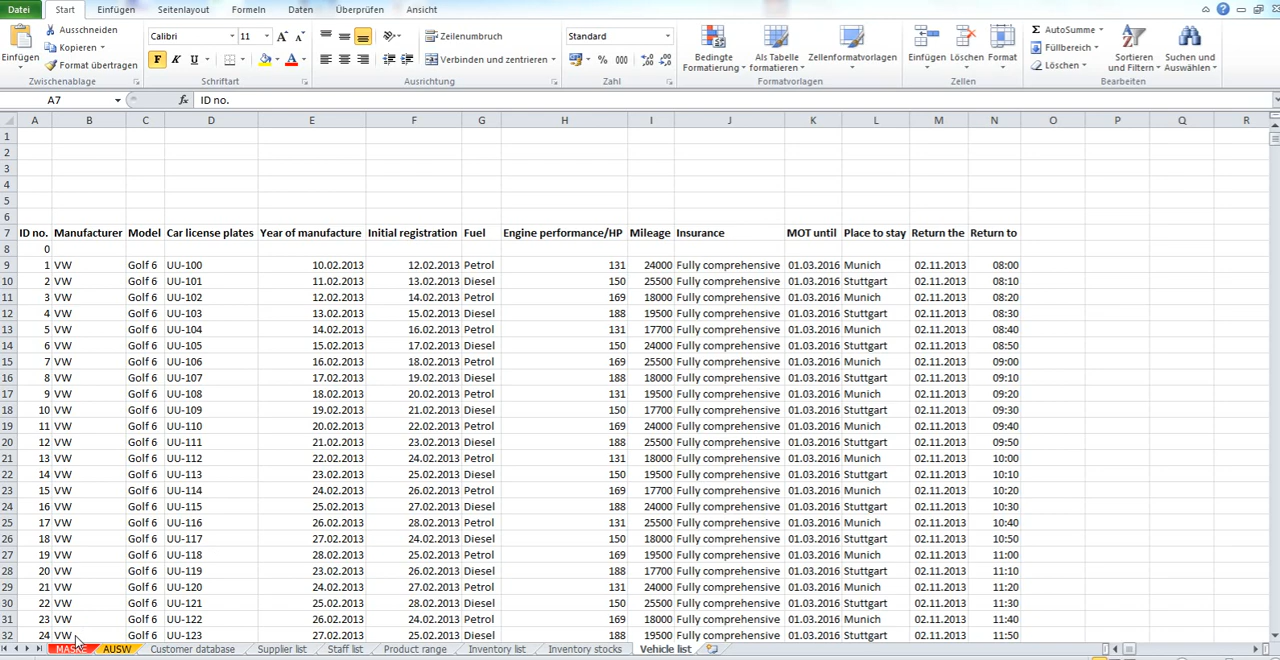 Datei Start Einfügen Seitenlayout Formeln Daten Überprüfen Ansicht
Einfügen Ausschneiden Calibri 11 Zeilenumbruch Standard Bedingte Formatierung Als Tabelle formatieren Zellenformatvorlagen Einfügen Löschen Format AutoSumme Sortieren und Filtern Suchen und Auswählen
Kopieren Füllbereich
Format übertragen F K U Verbinden und zentrieren % 000 Löschen
Zwischenablage Schriftart Ausrichtung Zahl Formatvorlagen Zellen Bearbeiten
A7 fx ID no.
A B C D E F G H I J K L M N O P Q R
1
2
3
4
5
6
7 ID no. Manufacturer Model Car license plates Year of manufacture Initial registration Fuel Engine performance/HP Mileage Insurance MOT until Place to stay Return the Return to
8 0
9 1 VW Golf 6 UU-100 10.02.2013 12.02.2013 Petrol 131 24000 Fully comprehensive 01.03.2016 Munich 02.11.2013 08:00
10 2 VW Golf 6 UU-101 11.02.2013 13.02.2013 Diesel 150 25500 Fully comprehensive 01.03.2016 Stuttgart 02.11.2013 08:10
11 3 VW Golf 6 UU-102 12.02.2013 14.02.2013 Petrol 169 18000 Fully comprehensive 01.03.2016 Munich 02.11.2013 08:20
12 4 VW Golf 6 UU-103 13.02.2013 15.02.2013 Diesel 188 19500 Fully comprehensive 01.03.2016 Stuttgart 02.11.2013 08:30
13 5 VW Golf 6 UU-104 14.02.2013 16.02.2013 Petrol 131 17700 Fully comprehensive 01.03.2016 Munich 02.11.2013 08:40
14 6 VW Golf 6 UU-105 15.02.2013 17.02.2013 Diesel 150 24000 Fully comprehensive 01.03.2016 Stuttgart 02.11.2013 08:50
15 7 VW Golf 6 UU-106 16.02.2013 18.02.2013 Petrol 169 25500 Fully comprehensive 01.03.2016 Munich 02.11.2013 09:00
16 8 VW Golf 6 UU-107 17.02.2013 19.02.2013 Diesel 188 18000 Fully comprehensive 01.03.2016 Stuttgart 02.11.2013 09:10
17 9 VW Golf 6 UU-108 18.02.2013 20.02.2013 Petrol 131 19500 Fully comprehensive 01.03.2016 Munich 02.11.2013 09:20
18 10 VW Golf 6 UU-109 19.02.2013 21.02.2013 Diesel 150 17700 Fully comprehensive 01.03.2016 Stuttgart 02.11.2013 09:30
19 11 VW Golf 6 UU-110 20.02.2013 22.02.2013 Petrol 169 24000 Fully comprehensive 01.03.2016 Munich 02.11.2013 09:40
20 12 VW Golf 6 UU-111 21.02.2013 23.02.2013 Diesel 188 25500 Fully comprehensive 01.03.2016 Stuttgart 02.11.2013 09:50
21 13 VW Golf 6 UU-112 22.02.2013 24.02.2013 Petrol 131 18000 Fully comprehensive 01.03.2016 Munich 02.11.2013 10:00
22 14 VW Golf 6 UU-113 23.02.2013 25.02.2013 Diesel 150 19500 Fully comprehensive 01.03.2016 Stuttgart 02.11.2013 10:10
23 15 VW Golf 6 UU-114 24.02.2013 26.02.2013 Petrol 169 17700 Fully comprehensive 01.03.2016 Munich 02.11.2013 10:20
24 16 VW Golf 6 UU-115 25.02.2013 27.02.2013 Diesel 188 24000 Fully comprehensive 01.03.2016 Stuttgart 02.11.2013 10:30
25 17 VW Golf 6 UU-116 26.02.2013 28.02.2013 Petrol 131 25500 Fully comprehensive 01.03.2016 Munich 02.11.2013 10:40
26 18 VW Golf 6 UU-117 27.02.2013 24.02.2013 Diesel 150 18000 Fully comprehensive 01.03.2016 Stuttgart 02.11.2013 10:50
27 19 VW Golf 6 UU-118 28.02.2013 25.02.2013 Petrol 169 19500 Fully comprehensive 01.03.2016 Munich 02.11.2013 11:00
28 20 VW Golf 6 UU-119 23.02.2013 26.02.2013 Diesel 188 17700 Fully comprehensive 01.03.2016 Stuttgart 02.11.2013 11:10
29 21 VW Golf 6 UU-120 24.02.2013 27.02.2013 Petrol 131 24000 Fully comprehensive 01.03.2016 Munich 02.11.2013 11:20
30 22 VW Golf 6 UU-121 25.02.2013 28.02.2013 Diesel 150 25500 Fully comprehensive 01.03.2016 Stuttgart 02.11.2013 11:30
31 23 VW Golf 6 UU-122 26.02.2013 24.02.2013 Petrol 169 18000 Fully comprehensive 01.03.2016 Munich 02.11.2013 11:40
32 24 VW Golf 6 UU-123 27.02.2013 25.02.2013 Diesel 188 19500 Fully comprehensive 01.03.2016 Stuttgart 02.11.2013 11:50
MASKE AUSW Customer database Supplier list Staff list Product range Inventory list Inventory stocks Vehicle list